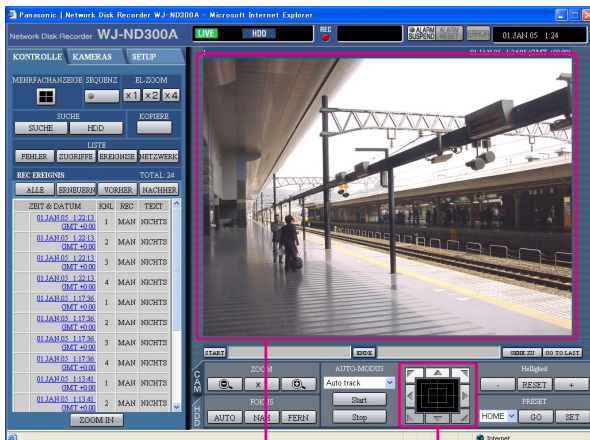 Panasonic | Network Disk Recorder WJ-ND300A - Microsoft Internet Explorer
Network Disk Recorder WJ-ND300A
LIVE HDD REC ALARM SUSPEND ALARM RESET ERROR 01.JAN.05 1:24
KONTROLLE KAMERAS SETUP
MEHRFACHANZEIGE SEQUENZ EL-ZOOM
x1 x2 x4
SUCHE KOPIERE
SUCHE HDD
LISTE
FEHLER ZUGRIFFE EREIGNISE NETZWERK
REC EREIGNIS TOTAL: 24
ALLE ERNEUERN VORHER NACHHER
ZEIT & DATUM KNL REC TEXT
01.JAN.05 1:22:13 GMT +0:00 1 MAN NICHTS
01.JAN.05 1:22:13 GMT +0:00 2 MAN NICHTS
01.JAN.05 1:22:13 GMT +0:00 3 MAN NICHTS
01.JAN.05 1:22:13 GMT +0:00 4 MAN NICHTS
01.JAN.05 1:17:36 GMT +0:00 1 MAN NICHTS
01.JAN.05 1:17:36 GMT +0:00 2 MAN NICHTS
01.JAN.05 1:17:36 GMT +0:00 3 MAN NICHTS
01.JAN.05 1:17:36 GMT +0:00 4 MAN NICHTS
01.JAN.05 1:13:41 GMT +0:00 1 MAN NICHTS
01.JAN.05 1:13:41 GMT +0:00 2 MAN NICHTS
ZOOM IN
START ENDE GO TO LAST
CAM ZOOM AUTO-MODUS Helligkeit
X Auto track - RESET +
HDD FOKUS Start PRESET
AUTO NAH FERN Stop HOME GO SET
Internet